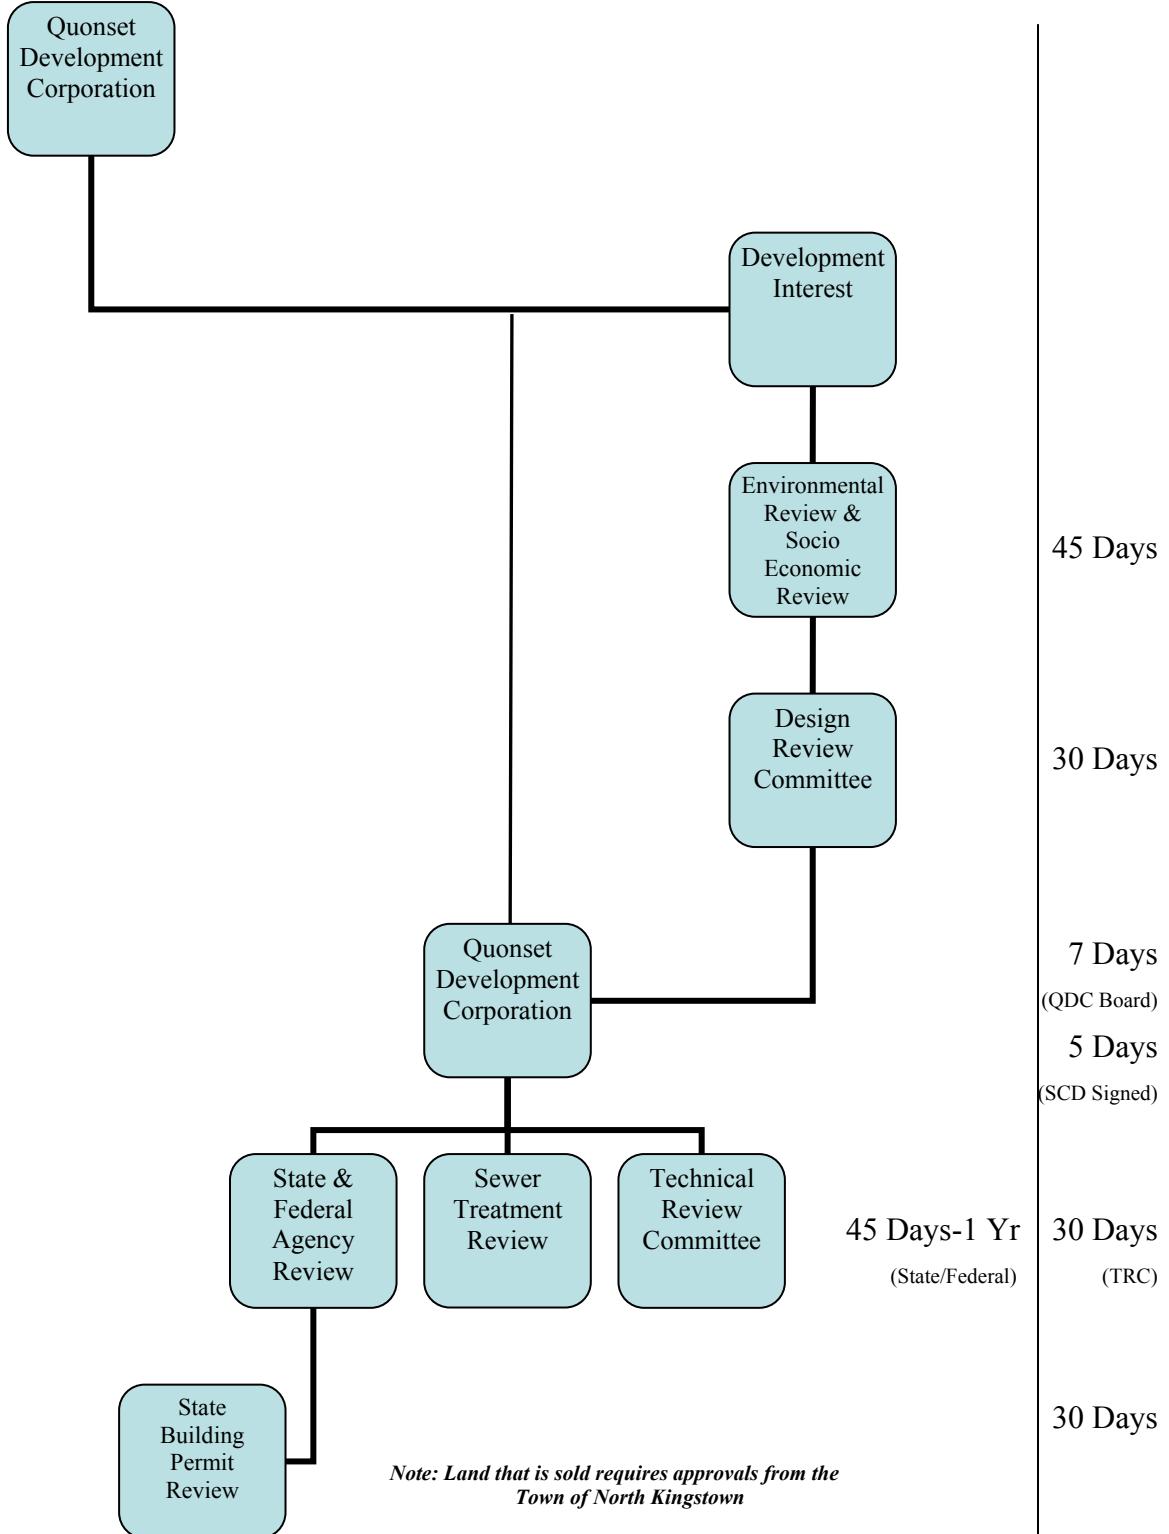 Quonset
Development
Corporation
Development
Interest
Environmental
Review &
Socio
Economic
Review
45 Days
Design
Review
Committee
30 Days
Quonset
Development
Corporation
7 Days
(QDC Board)
5 Days
(SCD Signed)
State &
Federal
Agency
Review
Sewer
Treatment
Review
Technical
Review
Committee
45 Days-1 Yr
(State/Federal)
30 Days
(TRC)
State
Building
Permit
Review
30 Days
Note: Land that is sold requires approvals from the
Town of North Kingstown